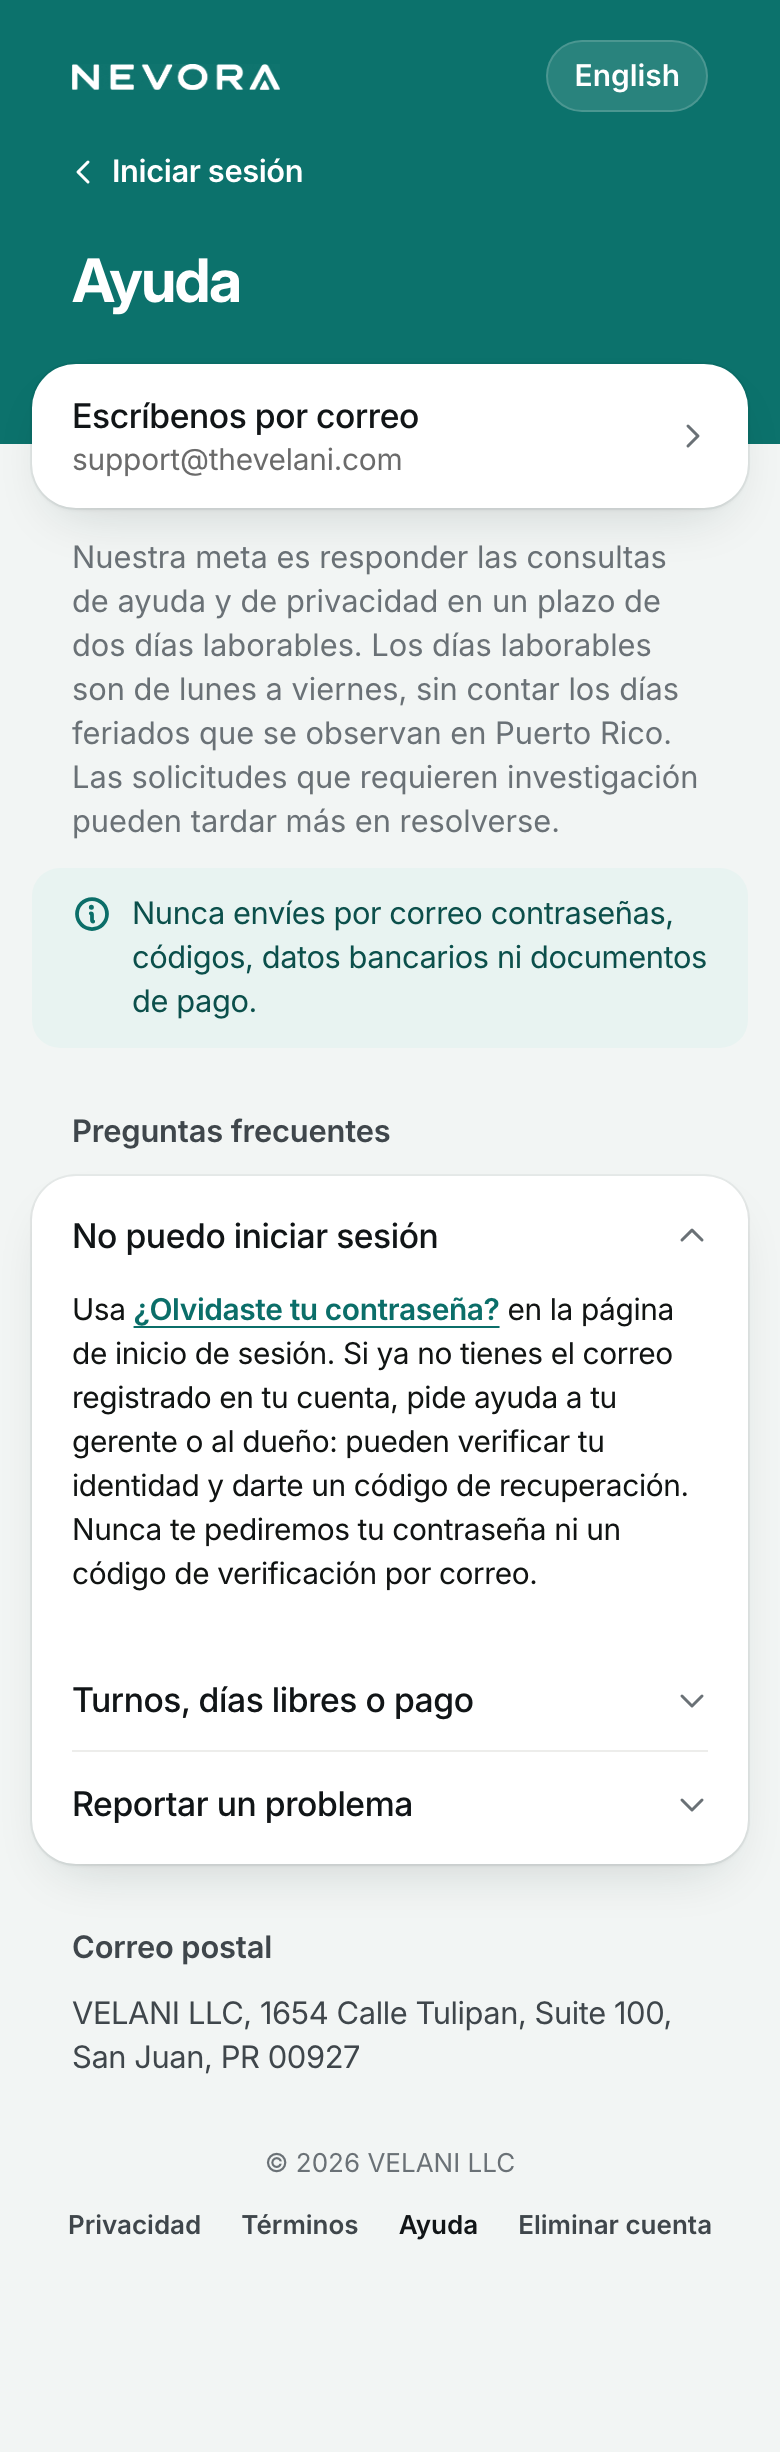 NEVORA
English
Iniciar sesión
Ayuda
Escríbenos por correo
support@thevelani.com
Nuestra meta es responder las consultas
de ayuda y de privacidad en un plazo de
dos días laborables. Los días laborables
son de lunes a viernes, sin contar los días
feriados que se observan en Puerto Rico.
Las solicitudes que requieren investigación
pueden tardar más en resolverse.
Nunca envíes por correo contraseñas,
códigos, datos bancarios ni documentos
de pago.
Preguntas frecuentes
No puedo iniciar sesión
Usa ¿Olvidaste tu contraseña? en la página
de inicio de sesión. Si ya no tienes el correo
registrado en tu cuenta, pide ayuda a tu
gerente o al dueño: pueden verificar tu
identidad y darte un código de recuperación.
Nunca te pediremos tu contraseña ni un
código de verificación por correo.
Turnos, días libres o pago
Reportar un problema
Correo postal
VELANI LLC, 1654 Calle Tulipan, Suite 100,
San Juan, PR 00927
© 2026 VELANI LLC
Privacidad Términos Ayuda Eliminar cuenta